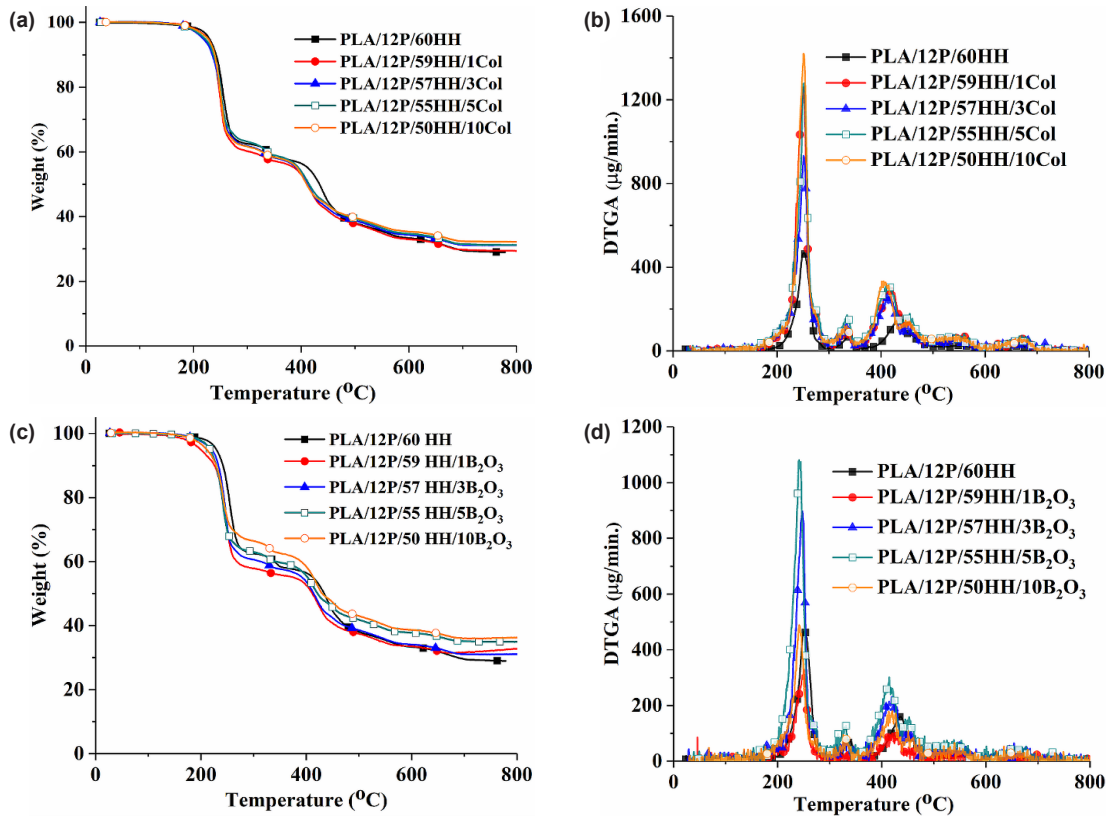 (a)
100
80
60
40
20
0
0
200
400
600
800
Weight (%)
Temperature (⁰C)
PLA/12P/60HH
PLA/12P/59HH/1Col
PLA/12P/57HH/3Col
PLA/12P/55HH/5Col
PLA/12P/50HH/10Col
(b)
1600
1200
800
400
0
0
200
400
600
800
DTGA (µg/min.)
Temperature (⁰C)
PLA/12P/60HH
PLA/12P/59HH/1Col
PLA/12P/57HH/3Col
PLA/12P/55HH/5Col
PLA/12P/50HH/10Col
(c)
100
80
60
40
20
0
0
200
400
600
800
Weight (%)
Temperature (⁰C)
PLA/12P/60 HH
PLA/12P/59 HH/1B₂O₃
PLA/12P/57 HH/3B₂O₃
PLA/12P/55 HH/5B₂O₃
PLA/12P/50 HH/10B₂O₃
(d)
1200
1000
800
600
400
200
0
0
200
400
600
800
DTGA (µg/min.)
Temperature (⁰C)
PLA/12P/60HH
PLA/12P/59HH/1B₂O₃
PLA/12P/57HH/3B₂O₃
PLA/12P/55HH/5B₂O₃
PLA/12P/50HH/10B₂O₃